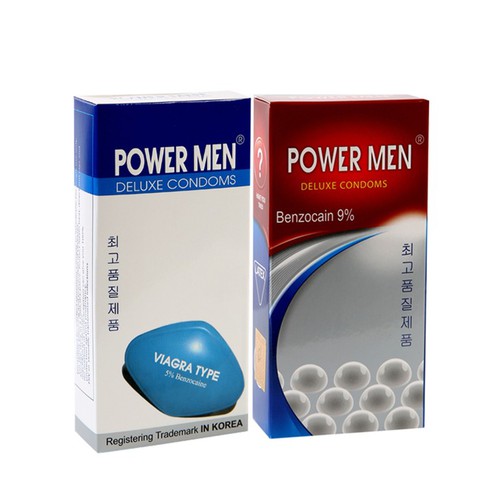 POWER MEN®
DELUXE CONDOMS
최고품질제품
VIAGRA TYPE
5% Benzocaine
Registering Trademark IN KOREA
?
LATEX
POWER MEN®
DELUXE CONDOMS
Benzocain 9%
최고품질제품